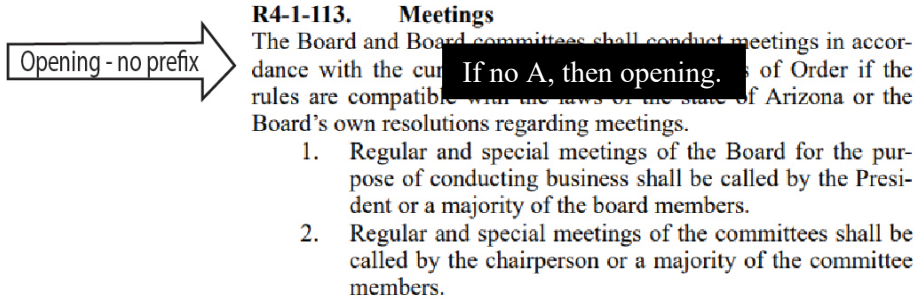 R4-1-113. Meetings
The Board and Board committees shall conduct meetings in accor-
Opening - no prefix
dance with the cur
If no A, then opening.
of Order if the
rules are compatible with the laws of the state of Arizona or the
Board's own resolutions regarding meetings.
1. Regular and special meetings of the Board for the pur-
pose of conducting business shall be called by the Presi-
dent or a majority of the board members.
2. Regular and special meetings of the committees shall be
called by the chairperson or a majority of the committee
members.